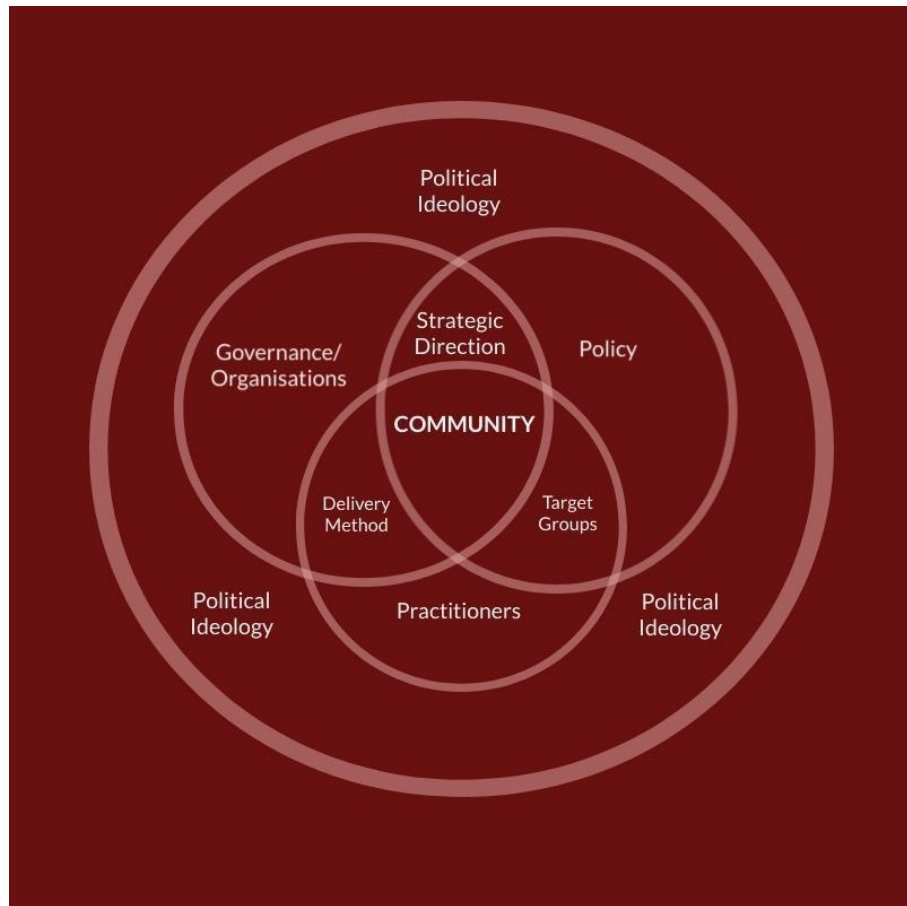 Political
Ideology
Strategic
Direction
Governance/
Organisations
Policy
COMMUNITY
Delivery
Method
Target
Groups
Practitioners
Political
Ideology
Political
Ideology